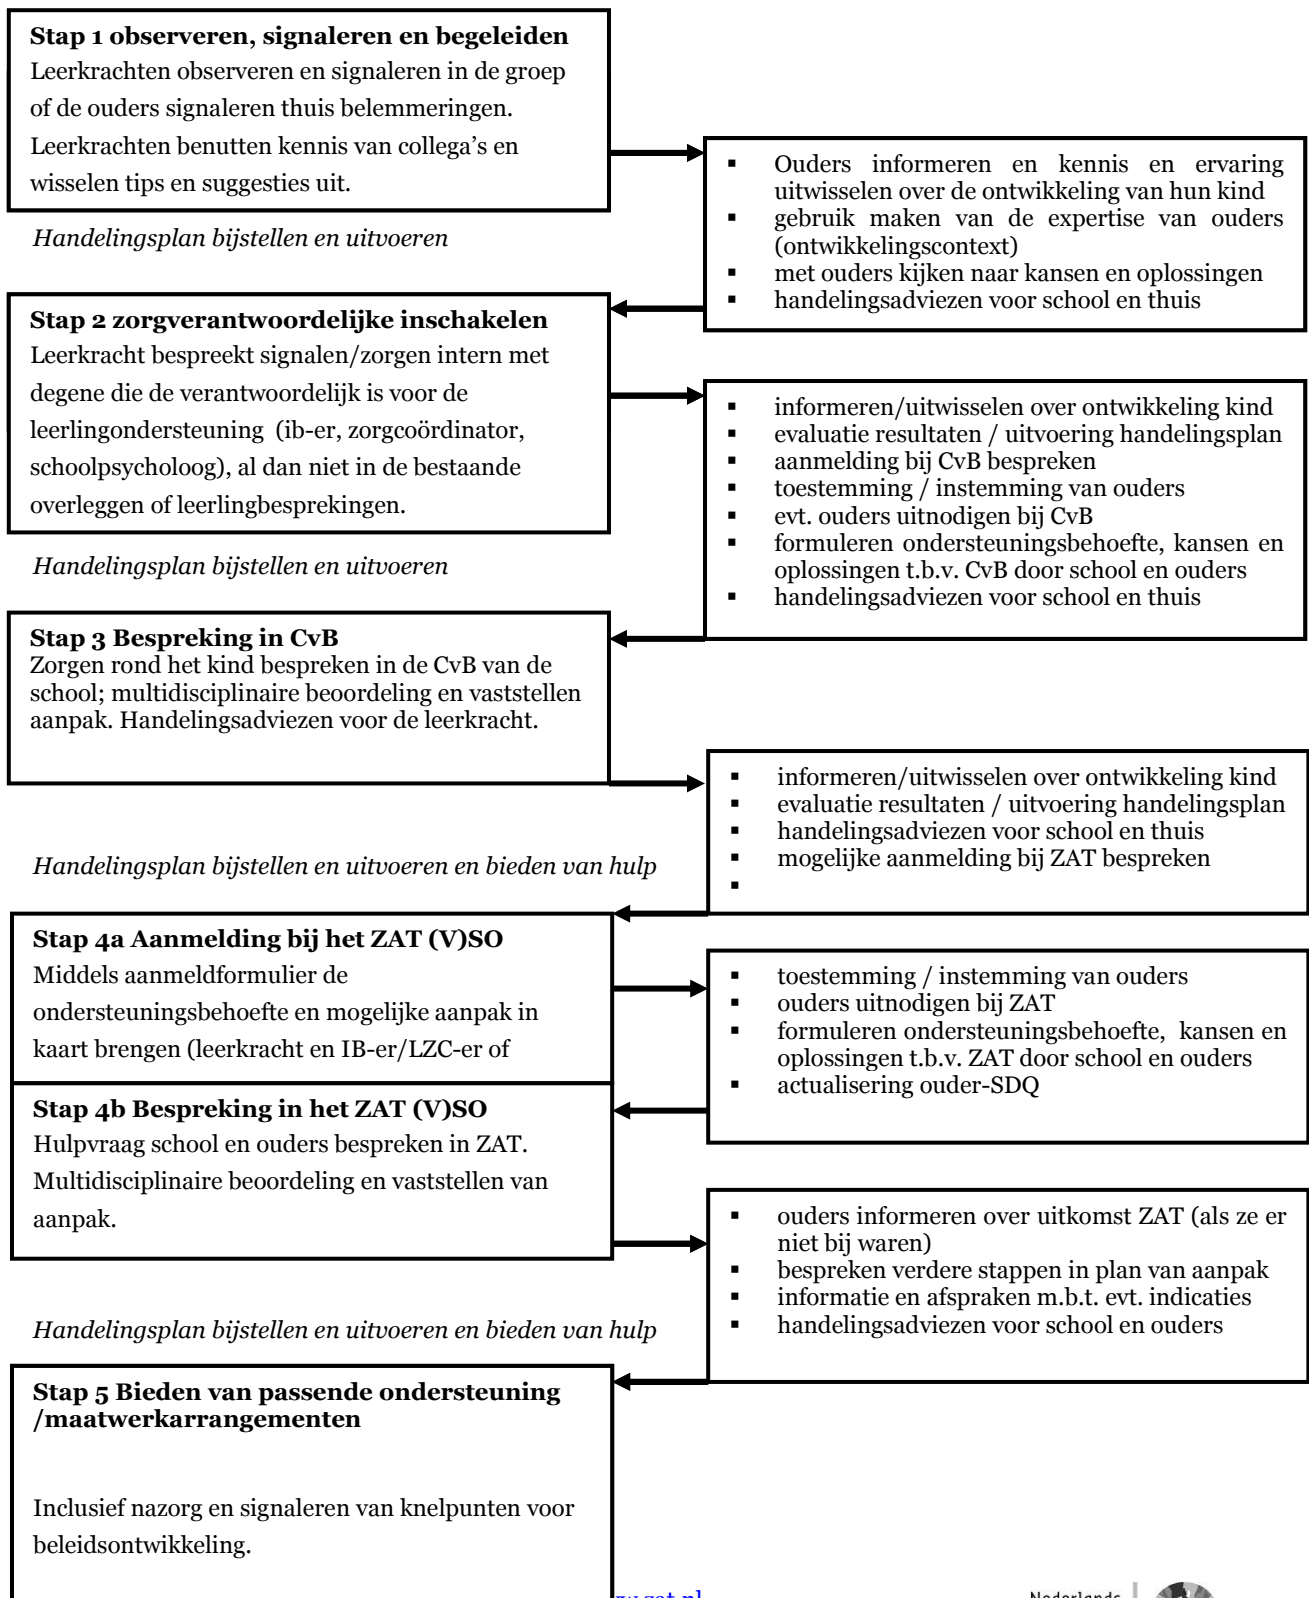 Stap 1 observeren, signaleren en begeleiden
Leerkrachten observeren en signaleren in de groep
of de ouders signaleren thuis belemmeringen.
Leerkrachten benutten kennis van collega's en
wisselen tips en suggesties uit.
▪ Ouders informeren en kennis en ervaring
uitwisselen over de ontwikkeling van hun kind
▪ gebruik maken van de expertise van ouders
(ontwikkelingscontext)
▪ met ouders kijken naar kansen en oplossingen
▪ handelingsadviezen voor school en thuis
Handelingsplan bijstellen en uitvoeren
Stap 2 zorgverantwoordelijke inschakelen
Leerkracht bespreekt signalen/zorgen intern met
degene die de verantwoordelijk is voor de
leerlingondersteuning (ib-er, zorgcoördinator,
schoolpsycholoog), al dan niet in de bestaande
overleggen of leerlingbesprekingen.
▪ informeren/uitwisselen over ontwikkeling kind
▪ evaluatie resultaten / uitvoering handelingsplan
▪ aanmelding bij CvB bespreken
▪ toestemming / instemming van ouders
▪ evt. ouders uitnodigen bij CvB
▪ formuleren ondersteuningsbehoefte, kansen en
oplossingen t.b.v. CvB door school en ouders
▪ handelingsadviezen voor school en thuis
Handelingsplan bijstellen en uitvoeren
Stap 3 Bespreking in CvB
Zorgen rond het kind bespreken in de CvB van de
school; multidisciplinaire beoordeling en vaststellen
aanpak. Handelingsadviezen voor de leerkracht.
▪ informeren/uitwisselen over ontwikkeling kind
▪ evaluatie resultaten / uitvoering handelingsplan
▪ handelingsadviezen voor school en thuis
▪ mogelijke aanmelding bij ZAT bespreken
▪
Handelingsplan bijstellen en uitvoeren en bieden van hulp
Stap 4a Aanmelding bij het ZAT (V)SO
Middels aanmeldformulier de
ondersteuningsbehoefte en mogelijke aanpak in
kaart brengen (leerkracht en IB-er/LZC-er of
▪ toestemming / instemming van ouders
▪ ouders uitnodigen bij ZAT
▪ formuleren ondersteuningsbehoefte, kansen en
oplossingen t.b.v. ZAT door school en ouders
▪ actualisering ouder-SDQ
Stap 4b Bespreking in het ZAT (V)SO
Hulpvraag school en ouders bespreken in ZAT.
Multidisciplinaire beoordeling en vaststellen van
aanpak.
▪ ouders informeren over uitkomst ZAT (als ze er
niet bij waren)
▪ bespreken verdere stappen in plan van aanpak
▪ informatie en afspraken m.b.t. evt. indicaties
▪ handelingsadviezen voor school en ouders
Handelingsplan bijstellen en uitvoeren en bieden van hulp
Stap 5 Bieden van passende ondersteuning
/maatwerkarrangementen
Inclusief nazorg en signaleren van knelpunten voor
beleidsontwikkeling.